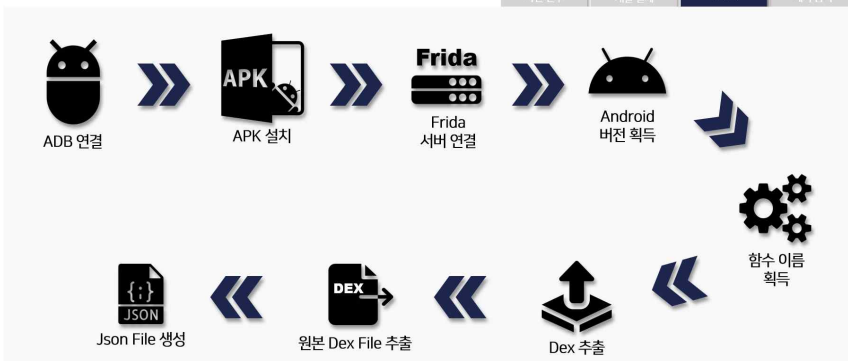 ADB 연결
APK
APK 설치
Frida
Frida
서버 연결
Android
버전 획득
함수 이름
획득
DEX
Dex 추출
원본 Dex File 추출
{;}
JSON
Json File 생성